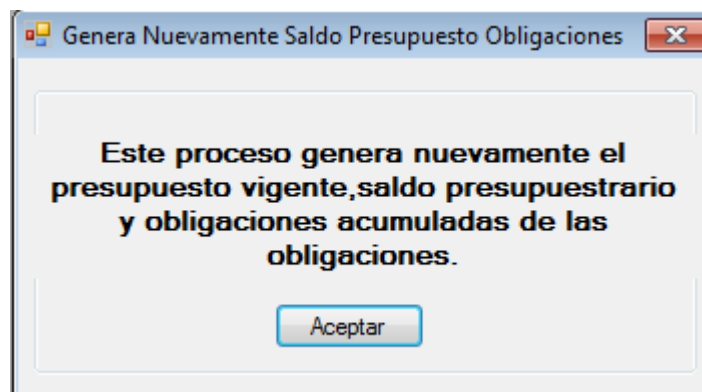 Genera Nuevamente Saldo Presupuesto Obligaciones
Este proceso genera nuevamente el
presupuesto vigente,saldo presupuestrario
y obligaciones acumuladas de las
obligaciones.
Aceptar